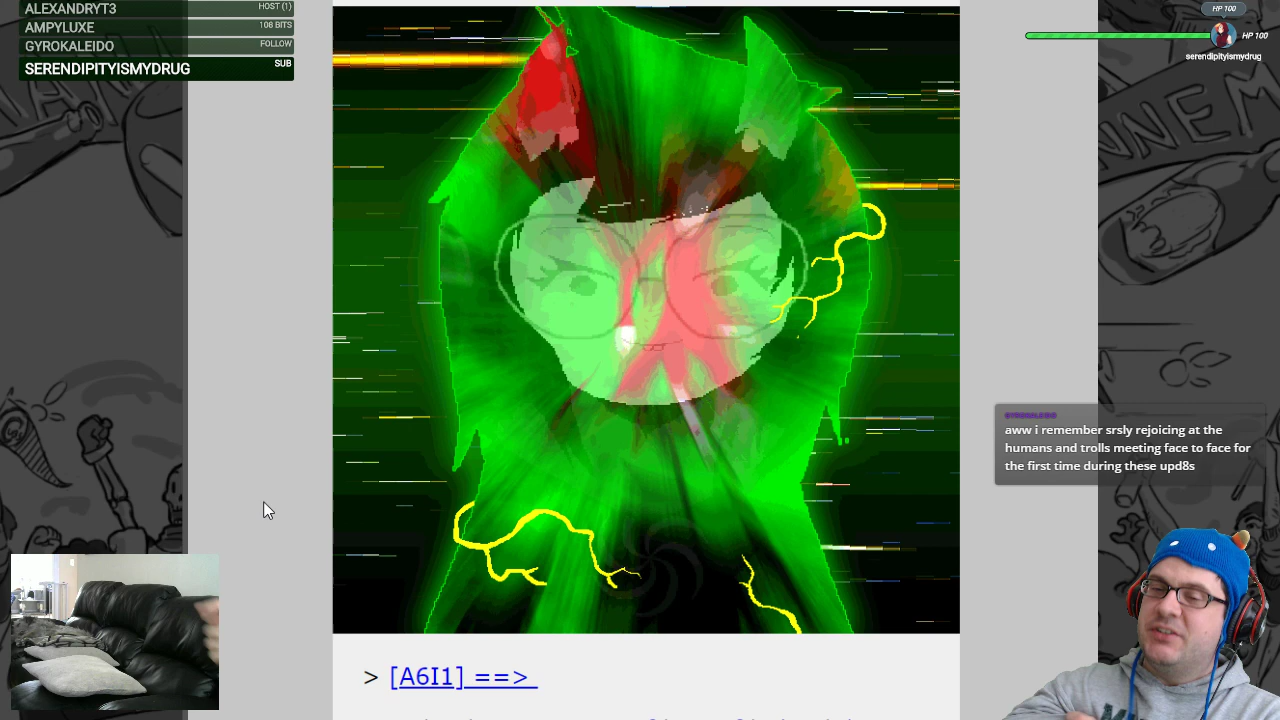 ALEXANDRYT3
HOST (1)
AMPYLUXE
108 BITS
GYROKALEIDO
FOLLOW
SERENDIPITYISMYDRUG
SUB
HP 100
HP 100
serendipityismydrug
GYROKALEIDO
aww i remember srsly rejoicing at the
humans and trolls meeting face to face for
the first time during these upd8s
> [A6I1] ==>